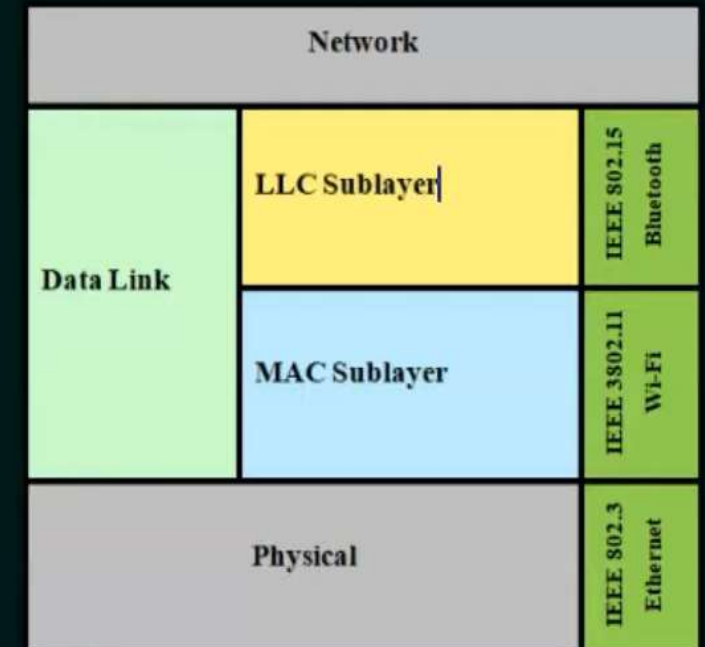 Network
LLC Sublayer
IEEE 802.15
Bluetooth
Data Link
MAC Sublayer
IEEE 3802.11
Wi-Fi
Physical
IEEE 802.3
Ethernet